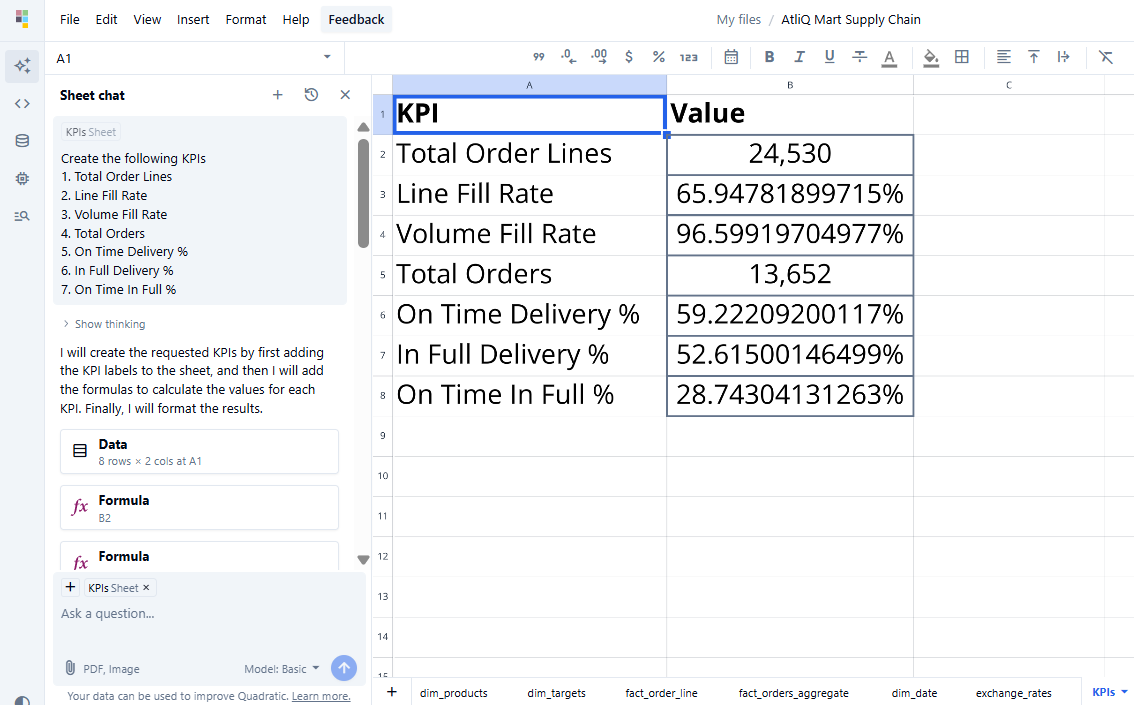 File Edit View Insert Format Help Feedback
My files / AtliQ Mart Supply Chain
A1
99 .0 .00 $ % 123 B I U A
Sheet chat
KPIs Sheet
Create the following KPIs
1. Total Order Lines
2. Line Fill Rate
3. Volume Fill Rate
4. Total Orders
5. On Time Delivery %
6. In Full Delivery %
7. On Time In Full %
Show thinking
I will create the requested KPIs by first adding
the KPI labels to the sheet, and then I will add
the formulas to calculate the values for each
KPI. Finally, I will format the results.
Data
8 rows × 2 cols at A1
fx Formula
B2
fx Formula
+ KPIs Sheet ×
Ask a question...
PDF, Image Model: Basic
Your data can be used to improve Quadratic. Learn more.
A B C
1 KPI Value
2 Total Order Lines 24,530
3 Line Fill Rate 65.94781899715%
4 Volume Fill Rate 96.59919704977%
5 Total Orders 13,652
6 On Time Delivery % 59.22209200117%
7 In Full Delivery % 52.61500146499%
8 On Time In Full % 28.74304131263%
9
10
11
12
13
14
15
+ dim_products dim_targets fact_order_line fact_orders_aggregate dim_date exchange_rates KPIs